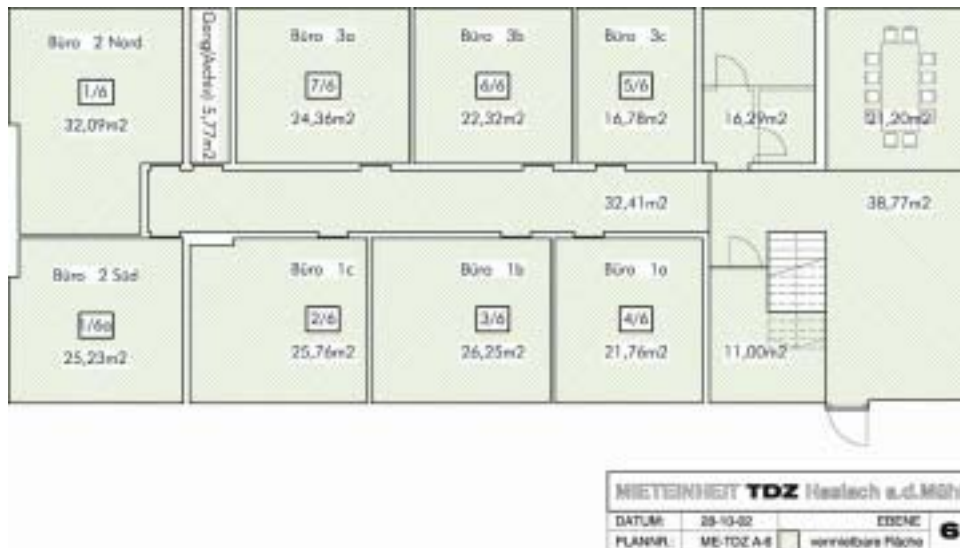 Büro 2 Nord
1/6
32,09m2
Gang/Archiv 5,77m2
Büro 3a
7/6
24,36m2
Büro 3b
6/6
22,32m2
Büro 3c
5/6
16,78m2
16,29m2
21,20m2
32,41m2
38,77m2
Büro 2 Süd
1/6a
25,23m2
Büro 1c
2/6
25,76m2
Büro 1b
3/6
26,25m2
Büro 1a
4/6
21,76m2
11,00m2
MIETEINHEIT TDZ Haslach a.d.Müh
DATUM: 28-10-02 EBENE 6
PLANNR.: ME-TDZ A-6 vermietbare Fläche